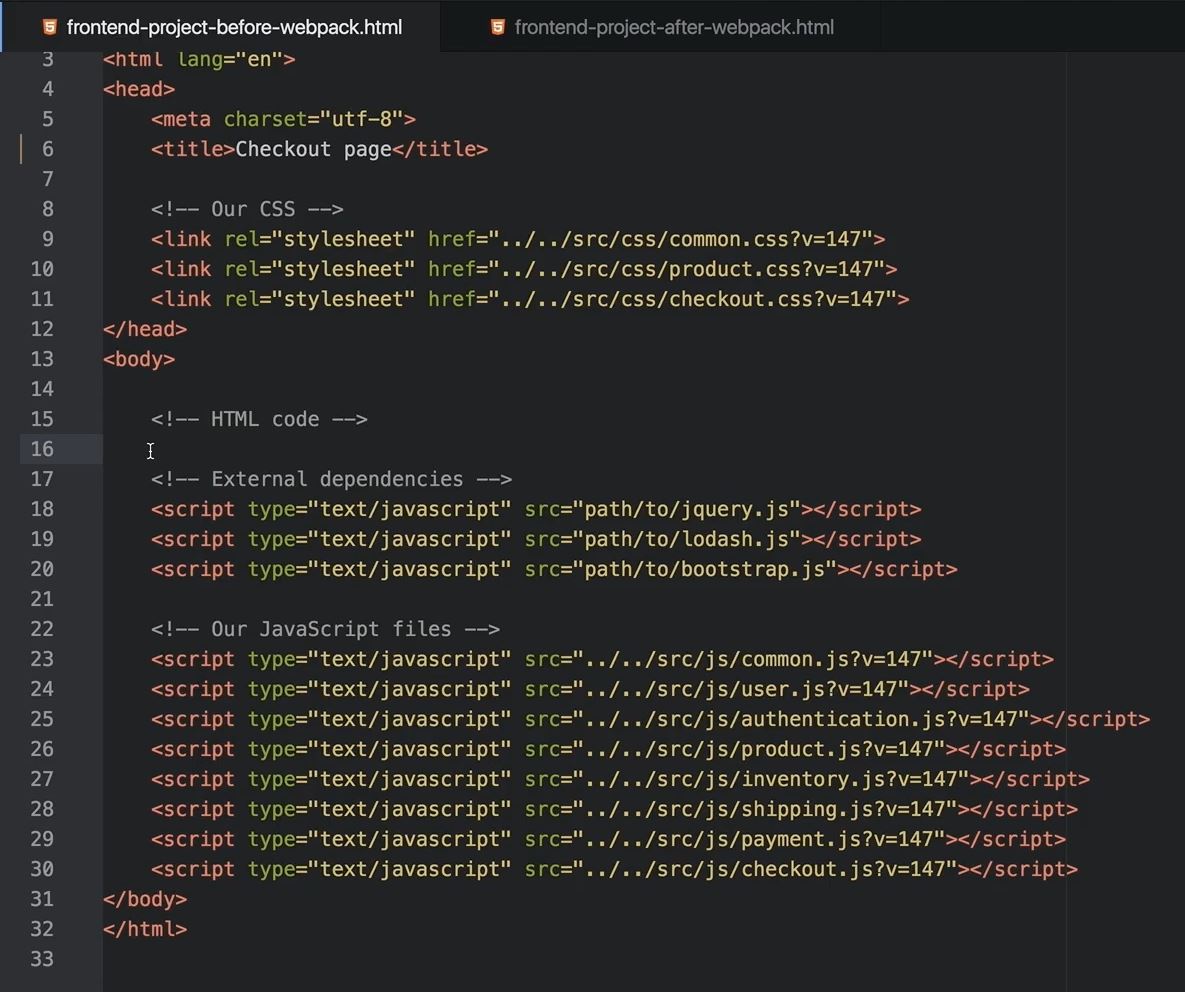 frontend-project-before-webpack.html frontend-project-after-webpack.html
3 <html lang="en">
4 <head>
5 <meta charset="utf-8">
6 <title>Checkout page</title>
7
8 <!-- Our CSS -->
9 <link rel="stylesheet" href="../../src/css/common.css?v=147">
10 <link rel="stylesheet" href="../../src/css/product.css?v=147">
11 <link rel="stylesheet" href="../../src/css/checkout.css?v=147">
12 </head>
13 <body>
14
15 <!-- HTML code -->
16
17 <!-- External dependencies -->
18 <script type="text/javascript" src="path/to/jquery.js"></script>
19 <script type="text/javascript" src="path/to/lodash.js"></script>
20 <script type="text/javascript" src="path/to/bootstrap.js"></script>
21
22 <!-- Our JavaScript files -->
23 <script type="text/javascript" src="../../src/js/common.js?v=147"></script>
24 <script type="text/javascript" src="../../src/js/user.js?v=147"></script>
25 <script type="text/javascript" src="../../src/js/authentication.js?v=147"></script>
26 <script type="text/javascript" src="../../src/js/product.js?v=147"></script>
27 <script type="text/javascript" src="../../src/js/inventory.js?v=147"></script>
28 <script type="text/javascript" src="../../src/js/shipping.js?v=147"></script>
29 <script type="text/javascript" src="../../src/js/payment.js?v=147"></script>
30 <script type="text/javascript" src="../../src/js/checkout.js?v=147"></script>
31 </body>
32 </html>
33